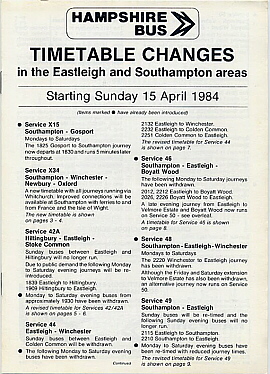 HAMPSHIRE
BUS
TIMETABLE CHANGES
in the Eastleigh and Southampton areas
Starting Sunday 15 April 1984
(Items marked ● have already been introduced)
● Service X15
Southampton - Gosport
Mondays to Saturdays
The 1825 Gosport to Southampton journey
now departs at 1830 and runs 5 minutes later
throughout.
Service X34
Southampton - Winchester -
Newbury - Oxford
A new timetable with all journeys running via
Whitchurch. Improved connections will be
available at Southampton with ferries to and
from France and the Isle of Wight.
The new timetable is shown
on pages 3 - 4.
Service 42A
Hiltingbury - Eastleigh -
Stoke Common
Sunday buses between Eastleigh and
Hiltingbury will no longer run.
Due to public demand the following Monday to
Saturday evening journeys will be re-
introduced.
1839 Eastleigh to Hiltingbury.
1909 Hiltingbury to Eastleigh.
● Monday to Saturday evening buses from
approximately 1930 have been withdrawn.
A revised timetable for Services 42/42A
is shown on pages 5 - 6
Service 44
Eastleigh - Winchester
Sunday buses between Eastleigh and
Colden Common will be withdrawn.
● The following Monday to Saturday evening
buses have been withdrawn.
2132 Eastleigh to Winchester.
2232 Eastleigh to Colden Common.
2251 Colden Common to Eastleigh.
The revised timetable for Service 44
is shown on page 7.
● Service 46
Southampton - Eastleigh -
Boyatt Wood
The following Monday to Saturday journeys
have been withdrawn.
2012, 2212 Eastleigh to Boyatt Wood.
2026, 2226 Boyatt Wood to Eastleigh.
A late evening journey from Eastleigh to
Velmore Estate and Boyatt Wood now runs
on Service 50 - see overleaf.
A timetable for Service 46 is shown
on page 8.
● Service 48
Southampton-Eastleigh-Winchester
Mondays to Saturdays
The 2220 Winchester to Eastleigh journey
has been withdrawn.
Although the Friday and Saturday extension
to Velmore Estate has also been withdrawn,
an alternative journey now runs on Service
50.
Service 49
Southampton - Eastleigh
Sunday buses will be re-timed and the
following Sunday evening buses will no
longer run.
2115 Eastleigh to Southampton.
2210 Southampton to Eastleigh.
● Monday to Saturday evening buses have
been re-timed with reduced journey times.
The revised timetable for Service 49
is shown on page 9.
Continued